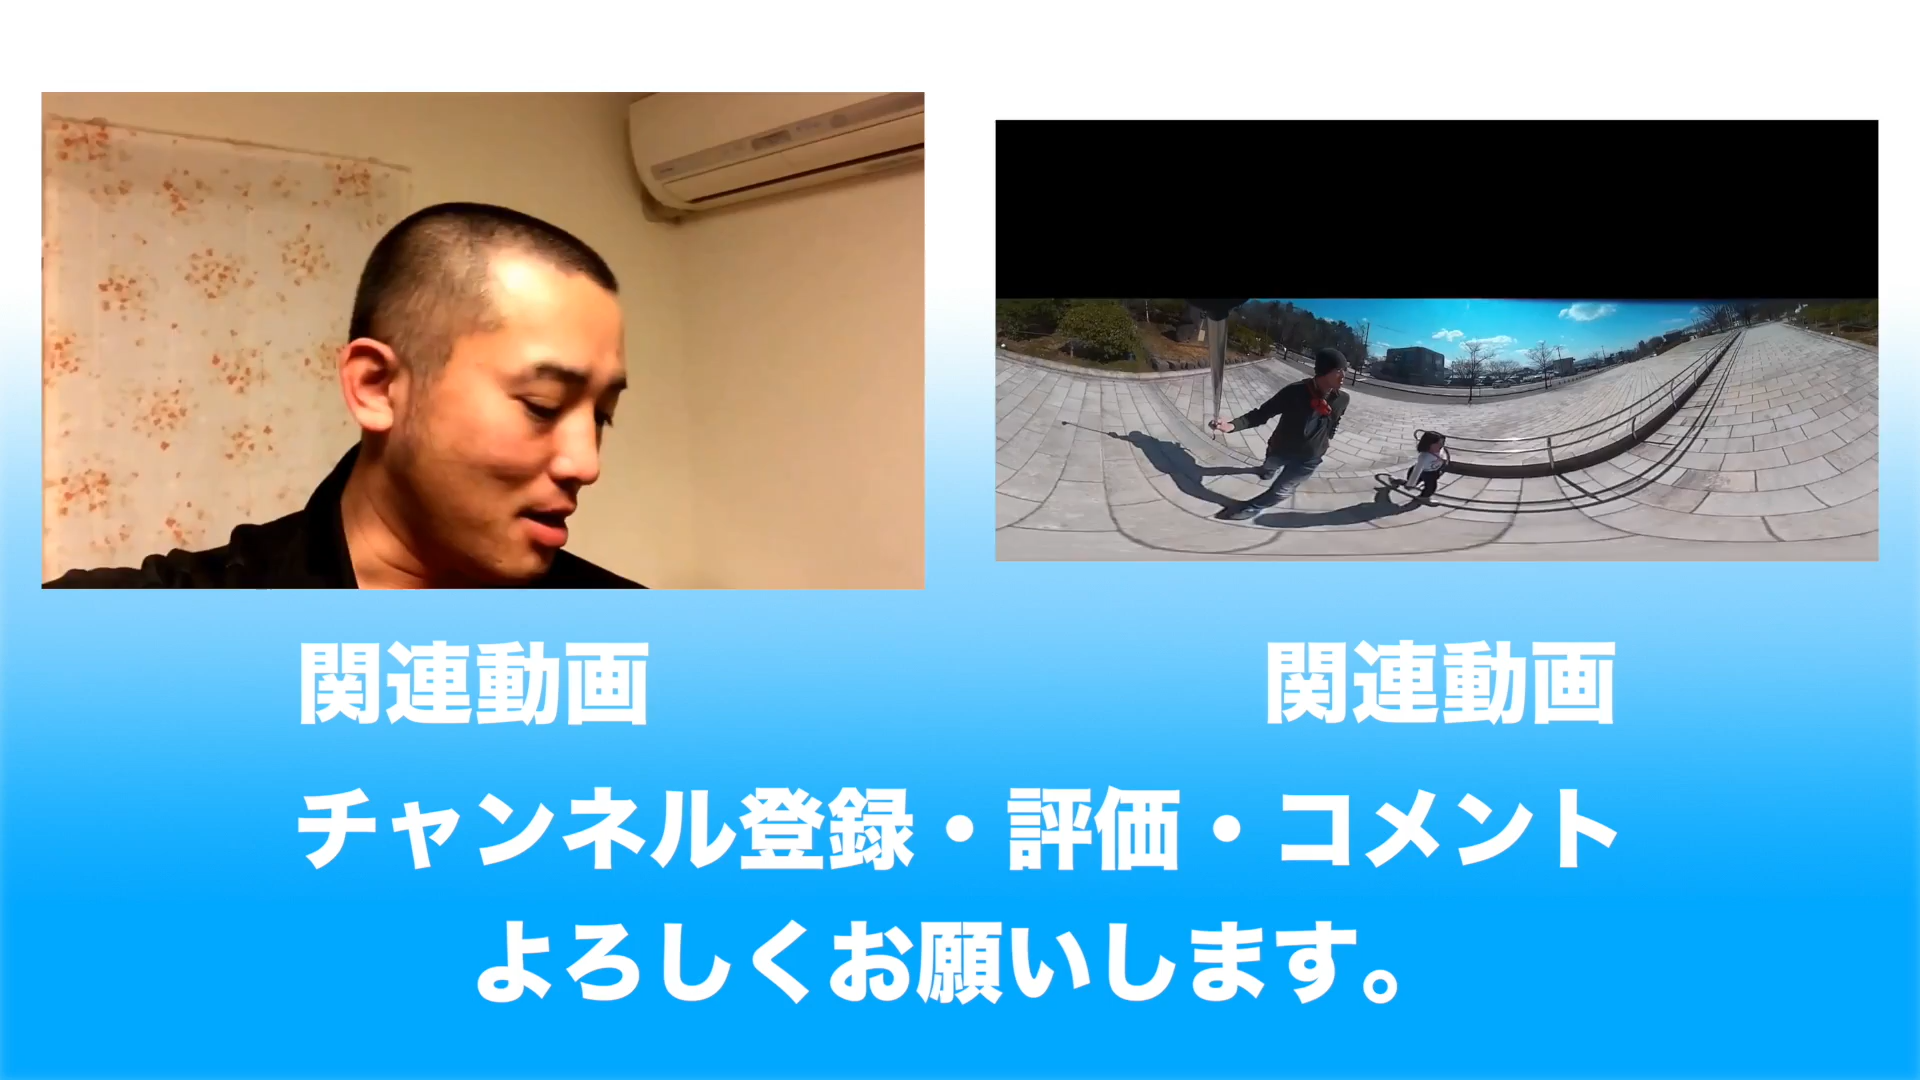 関連動画
関連動画
チャンネル登録・評価・コメント
よろしくお願いします。